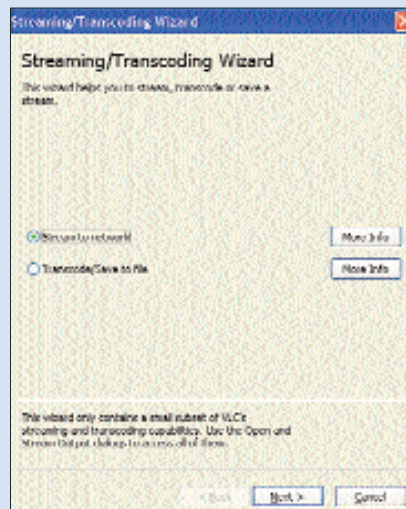 Streaming/Transcoding Wizard
Streaming/Transcoding Wizard
This wizard helps you to stream, transcode or save a
stream.
Stream to network
More Info
Transcode/Save to file
More Info
This wizard only contains a small subset of VLC's
streaming and transcoding capabilities. Use the Open and
Stream Output dialogs to access all of them.
< Back
Next >
Cancel